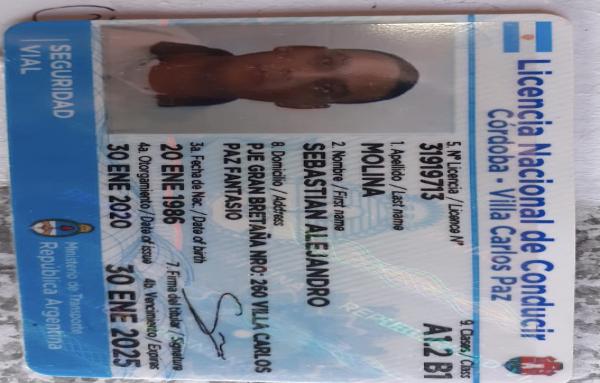 Licencia Nacional de Conducir
Córdoba - Villa Carlos Paz
5. Nº Licencia / Licence Nº
31919713
9. Clases / Class
A1.2 B1
1. Apellido / Last name
MOLINA
2. Nombre / First name
SEBASTIAN ALEJANDRO
8. Domicilio / Address
PJE GRAN BRETAÑA NRO: 260 VILLA CARLOS
PAZ FANTASIO
3a. Fecha de Nac. / Date of birth
20 ENE 1986
7. Firma del titular / Signature
4a. Otorgamiento / Date of issue
30 ENE 2020
4b. Vencimiento / Expires
30 ENE 2025
SEGURIDAD
VIAL
Ministerio de Transporte
República Argentina